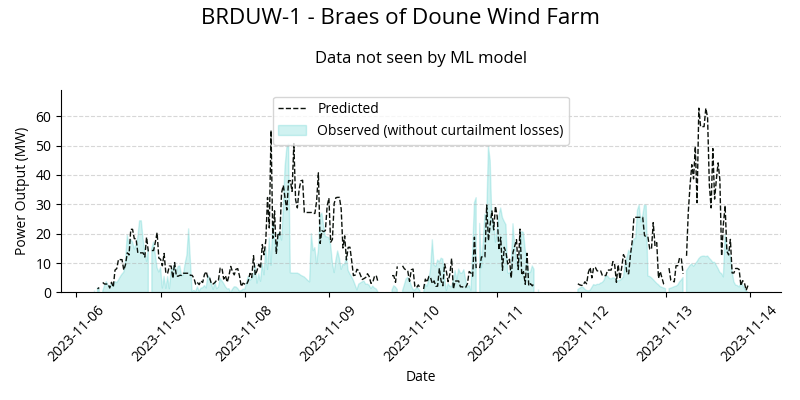 BRDUW-1 - Braes of Doune Wind Farm
Data not seen by ML model
Predicted
Observed (without curtailment losses)
Power Output (MW)
60
50
40
30
20
10
0
2023-11-06
2023-11-07
2023-11-08
2023-11-09
2023-11-10
2023-11-11
2023-11-12
2023-11-13
2023-11-14
Date